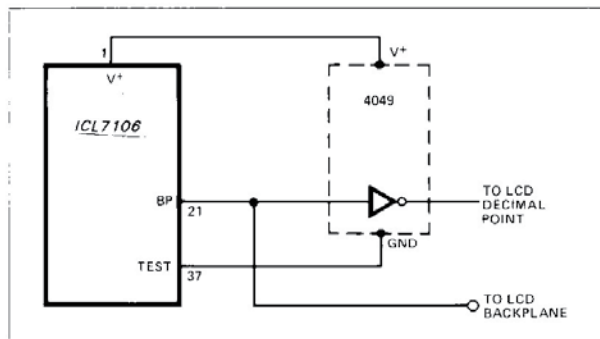 1
V+
ICL7106
BP
21
TEST
37
V+
4049
GND
TO LCD
DECIMAL
POINT
TO LCD
BACKPLANE